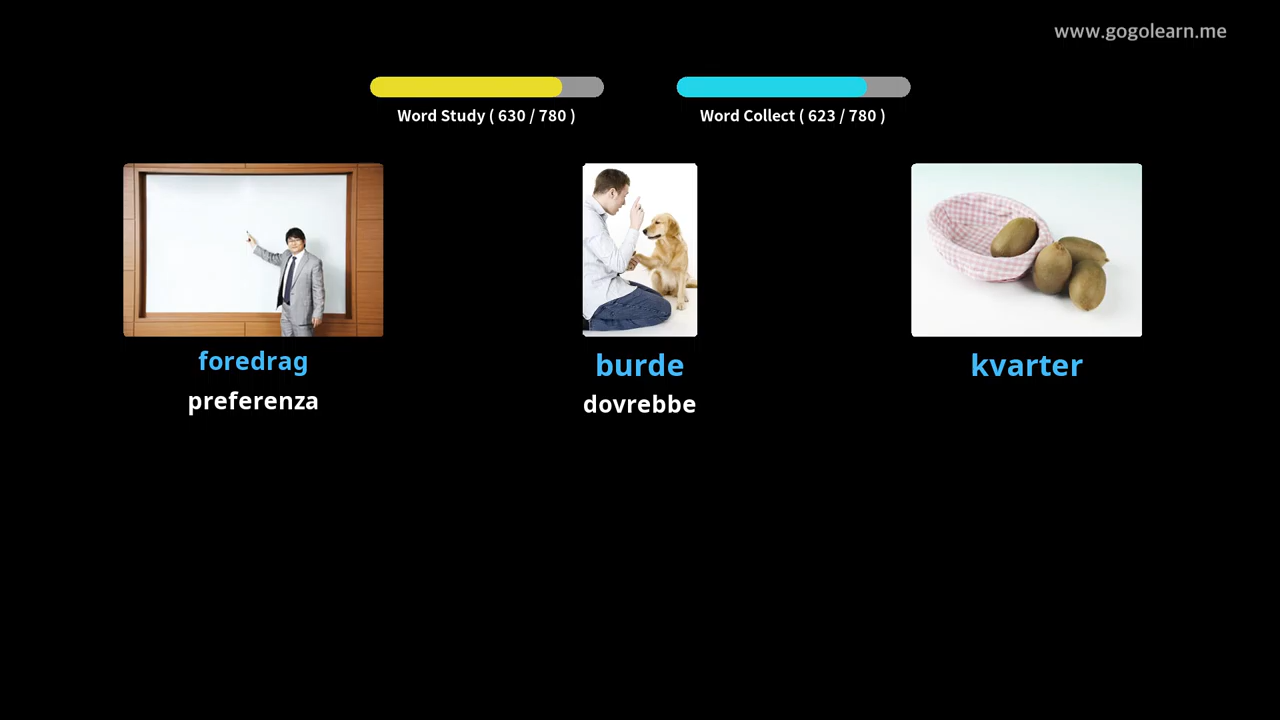 www.gogolearn.me
Word Study ( 630 / 780 )
Word Collect ( 623 / 780 )
foredrag
preferenza
burde
dovrebbe
kvarter